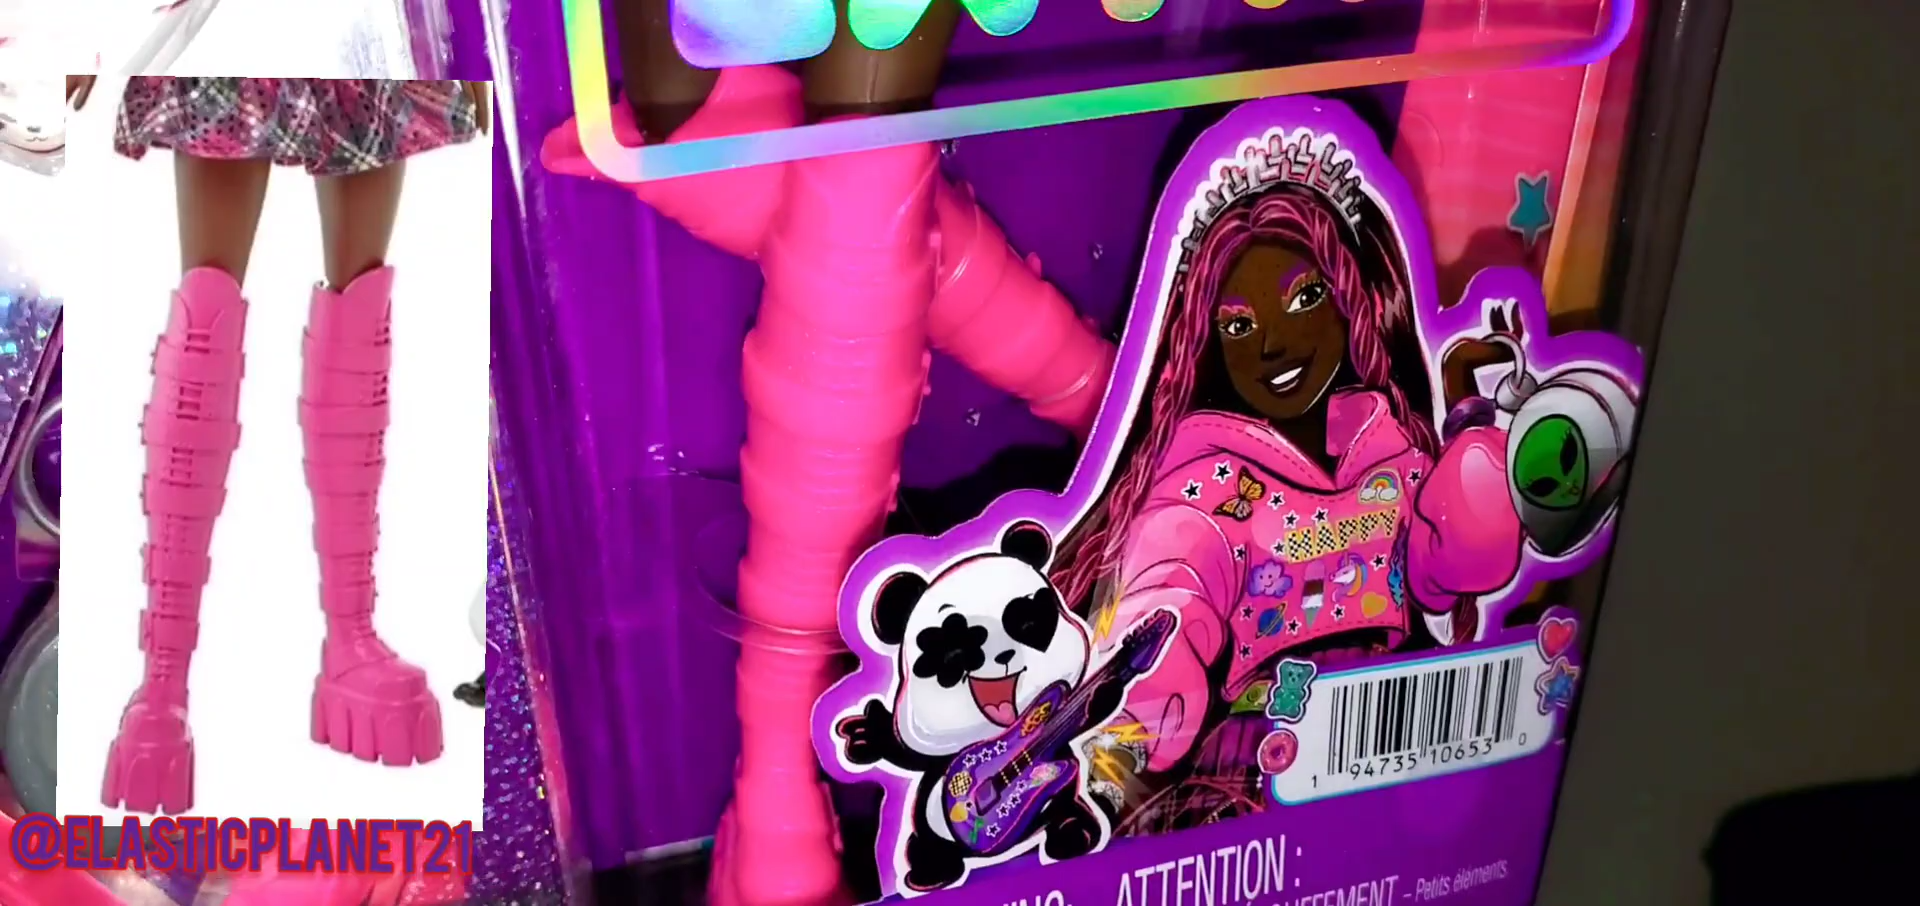 HAPPY
1 94735 10653 0
ATTENTION :
– Petits éléments
@ELASTICPLANET21